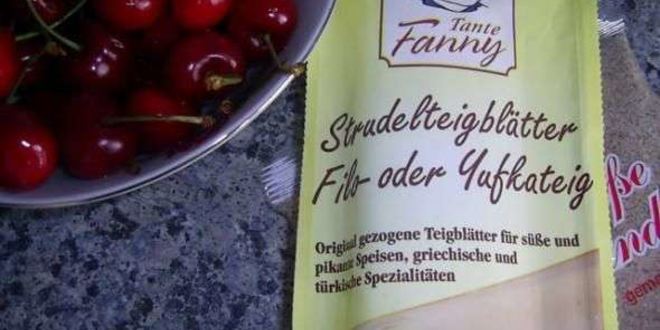 Tante
Fanny
Strudelteigblätter
Filo- oder Yufkateig
Original gezogene Teigblätter für süße und
pikante Speisen, griechische und
türkische Spezialitäten